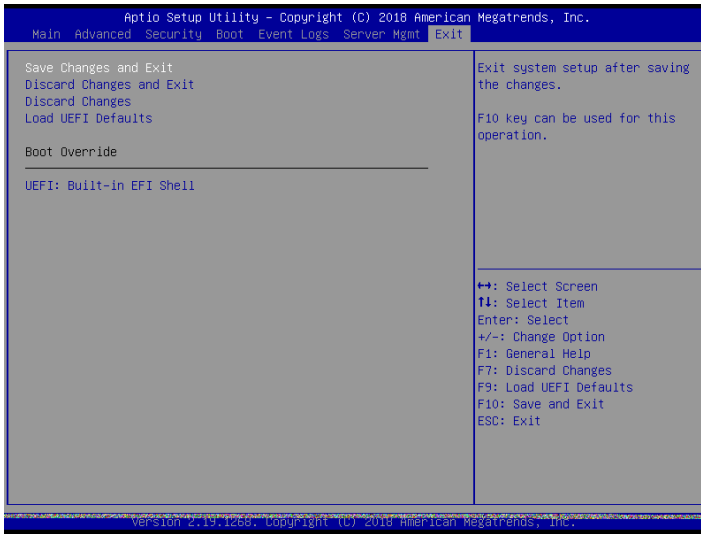 Aptio Setup Utility – Copyright (C) 2018 American Megatrends, Inc.
Main Advanced Security Boot Event Logs Server Mgmt Exit
Save Changes and Exit
Discard Changes and Exit
Discard Changes
Load UEFI Defaults
Boot Override
UEFI: Built-in EFI Shell
Exit system setup after saving
the changes.
F10 key can be used for this
operation.
↔: Select Screen
↑↓: Select Item
Enter: Select
+/-: Change Option
F1: General Help
F7: Discard Changes
F9: Load UEFI Defaults
F10: Save and Exit
ESC: Exit
Version 2.19.1268. Copyright (C) 2018 American Megatrends, Inc.